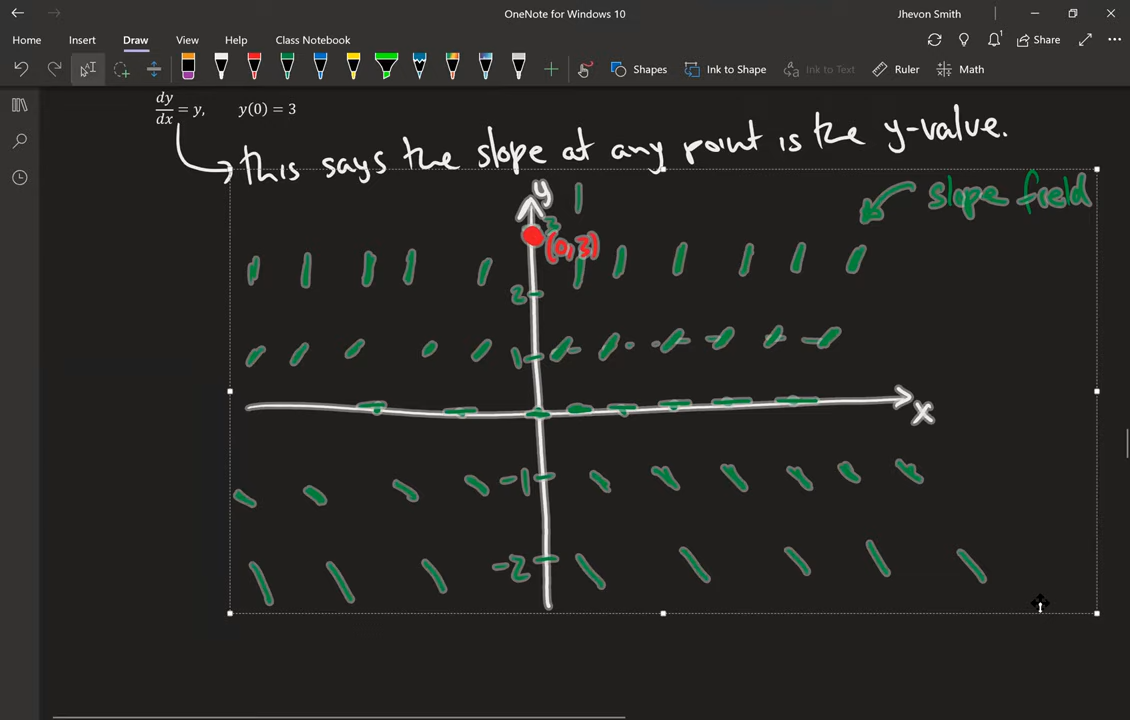 OneNote for Windows 10
Jhevon Smith
Home Insert Draw View Help Class Notebook
Share
Shapes Ink to Shape Ink to Text Ruler Math
dy/dx = y, y(0) = 3
this says the slope at any point is the y-value.
slope field
y
3
(0,3)
2
1
x
-1
-2